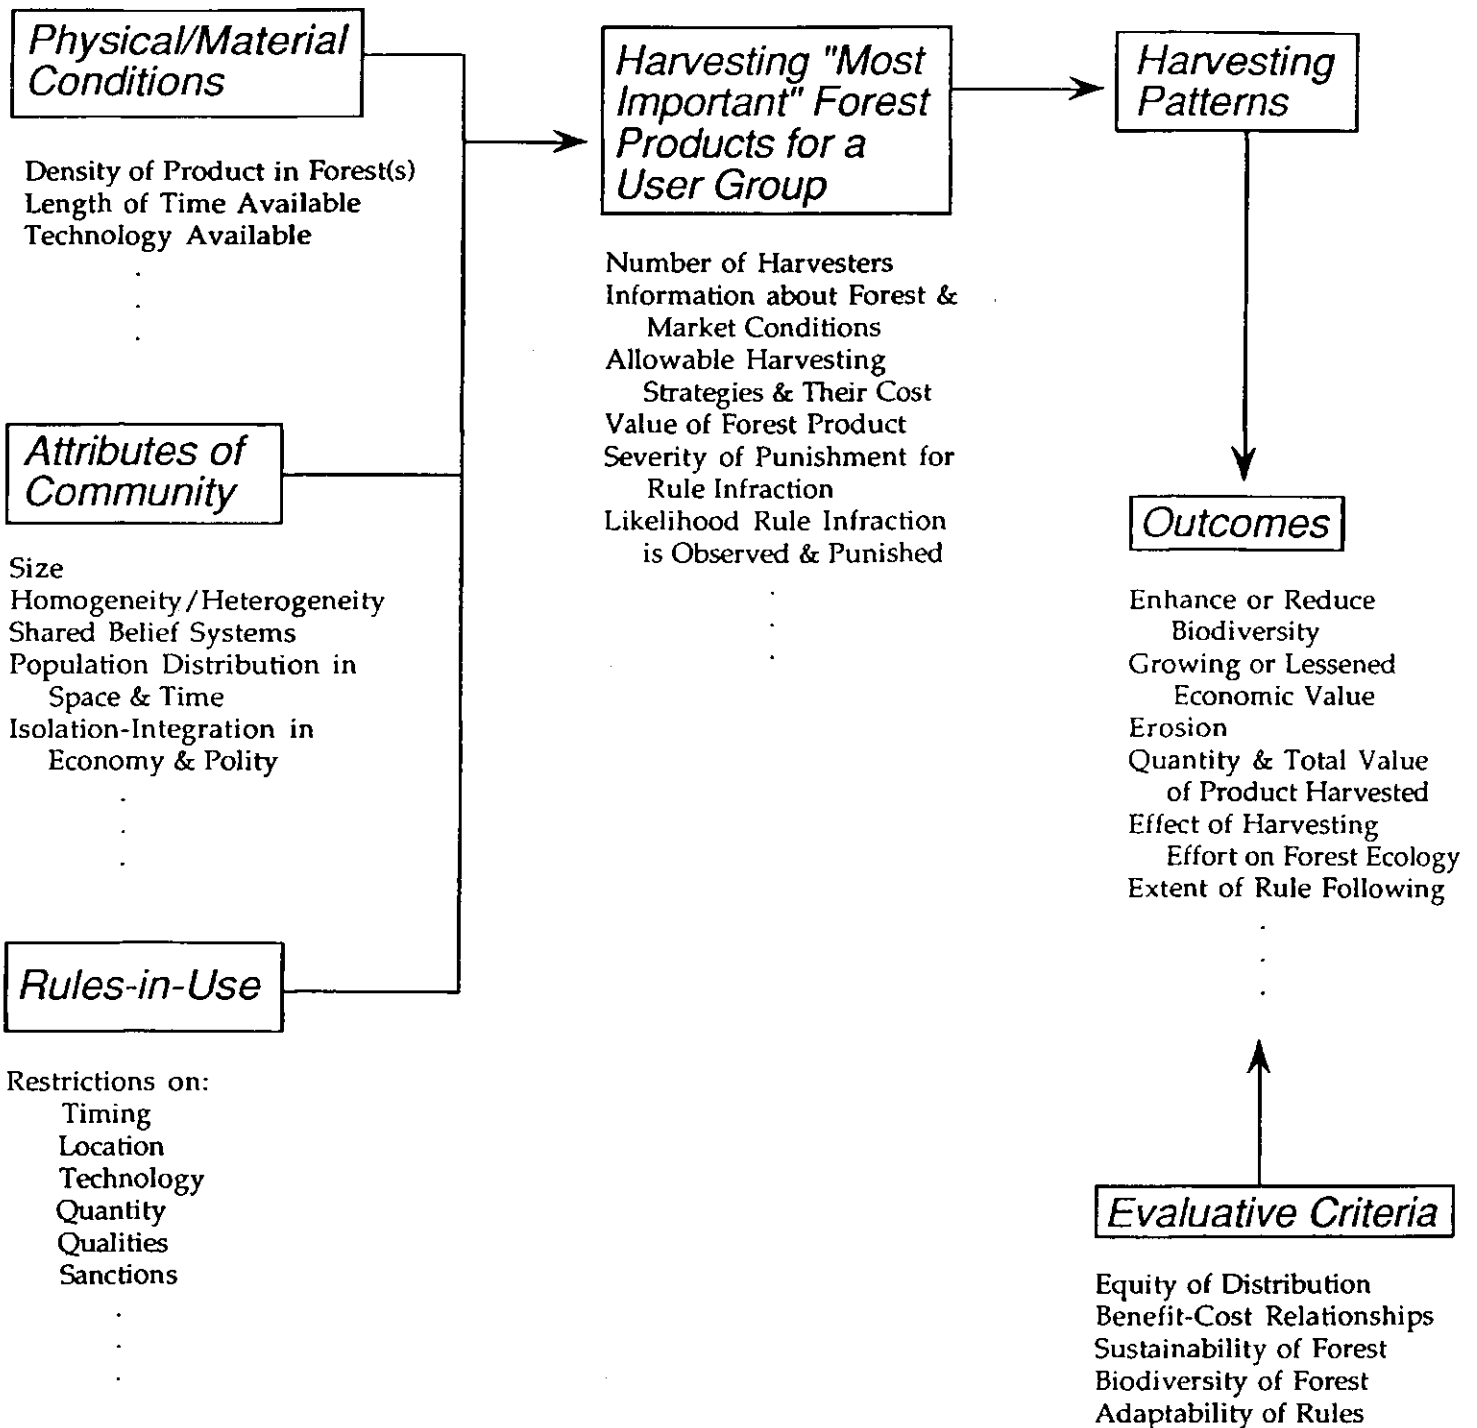 Physical/Material
Conditions
Density of Product in Forest(s)
Length of Time Available
Technology Available
.
.
.
Attributes of
Community
Size
Homogeneity/Heterogeneity
Shared Belief Systems
Population Distribution in
Space & Time
Isolation-Integration in
Economy & Polity
.
.
.
Rules-in-Use
Restrictions on:
Timing
Location
Technology
Quantity
Qualities
Sanctions
.
.
.
Harvesting "Most
Important" Forest
Products for a
User Group
Number of Harvesters
Information about Forest &
Market Conditions
Allowable Harvesting
Strategies & Their Cost
Value of Forest Product
Severity of Punishment for
Rule Infraction
Likelihood Rule Infraction
is Observed & Punished
.
.
.
Harvesting
Patterns
Outcomes
Enhance or Reduce
Biodiversity
Growing or Lessened
Economic Value
Erosion
Quantity & Total Value
of Product Harvested
Effect of Harvesting
Effort on Forest Ecology
Extent of Rule Following
.
.
.
Evaluative Criteria
Equity of Distribution
Benefit-Cost Relationships
Sustainability of Forest
Biodiversity of Forest
Adaptability of Rules